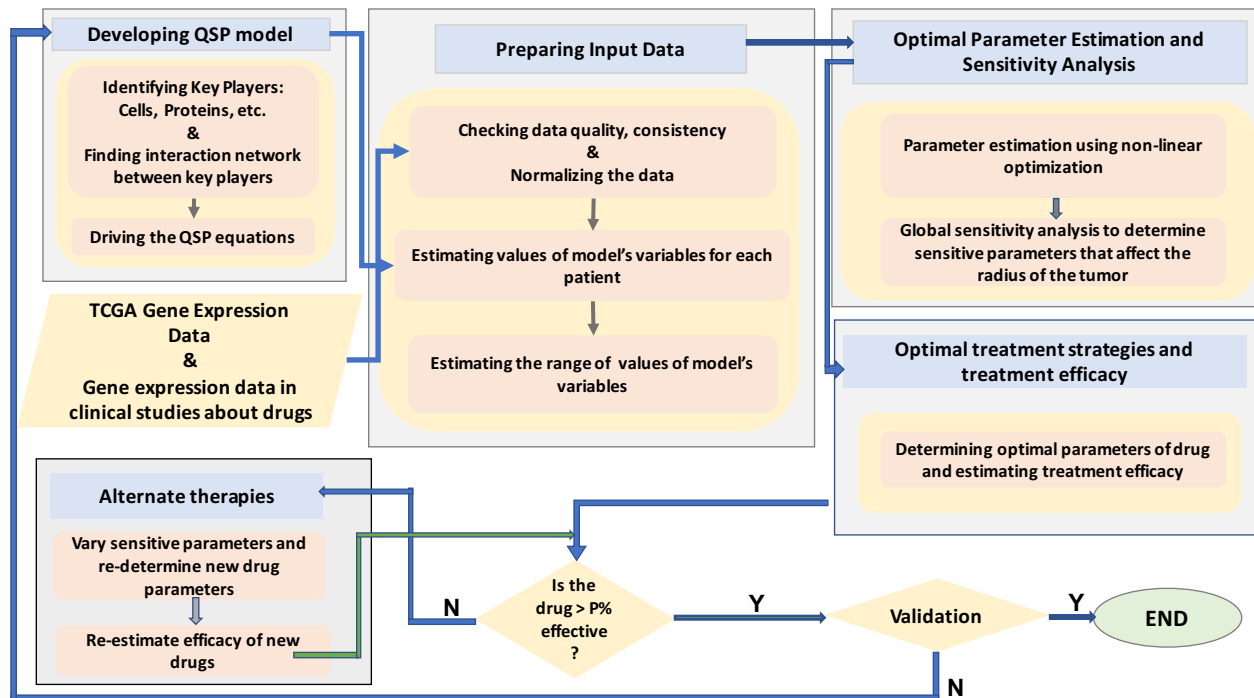 Developing QSP model
Identifying Key Players:
Cells, Proteins, etc.
&
Finding interaction network
between key players
Driving the QSP equations
TCGA Gene Expression
Data
&
Gene expression data in
clinical studies about drugs
Preparing Input Data
Checking data quality, consistency
&
Normalizing the data
Estimating values of model’s variables for each
patient
Estimating the range of values of model’s
variables
Optimal Parameter Estimation and
Sensitivity Analysis
Parameter estimation using non-linear
optimization
Global sensitivity analysis to determine
sensitive parameters that affect the
radius of the tumor
Optimal treatment strategies and
treatment efficacy
Determining optimal parameters of drug
and estimating treatment efficacy
Alternate therapies
Vary sensitive parameters and
re-determine new drug
parameters
Re-estimate efficacy of new
drugs
N
Is the
drug > P%
effective
?
Y
Validation
Y
END
N